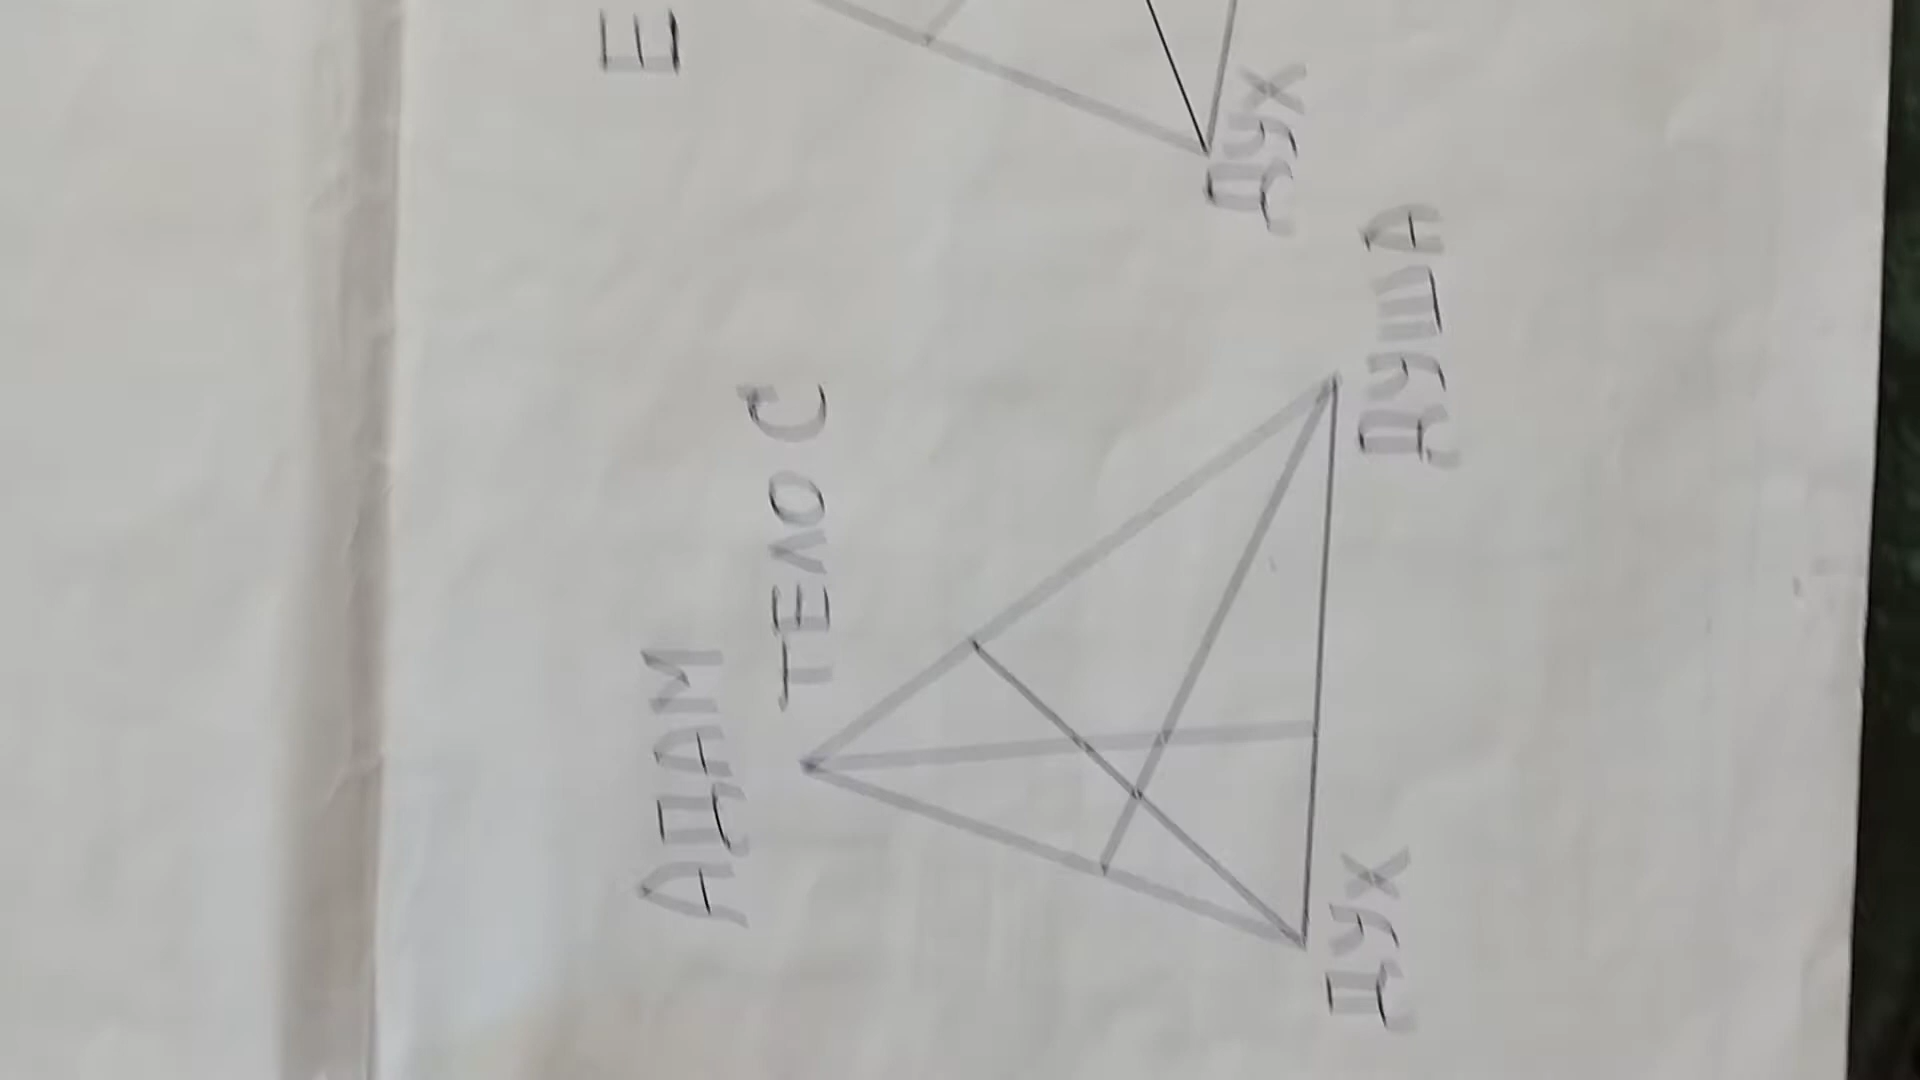 АДАМ
ТЕЛО С
ДУХ
ДУША
Е
ДУХ